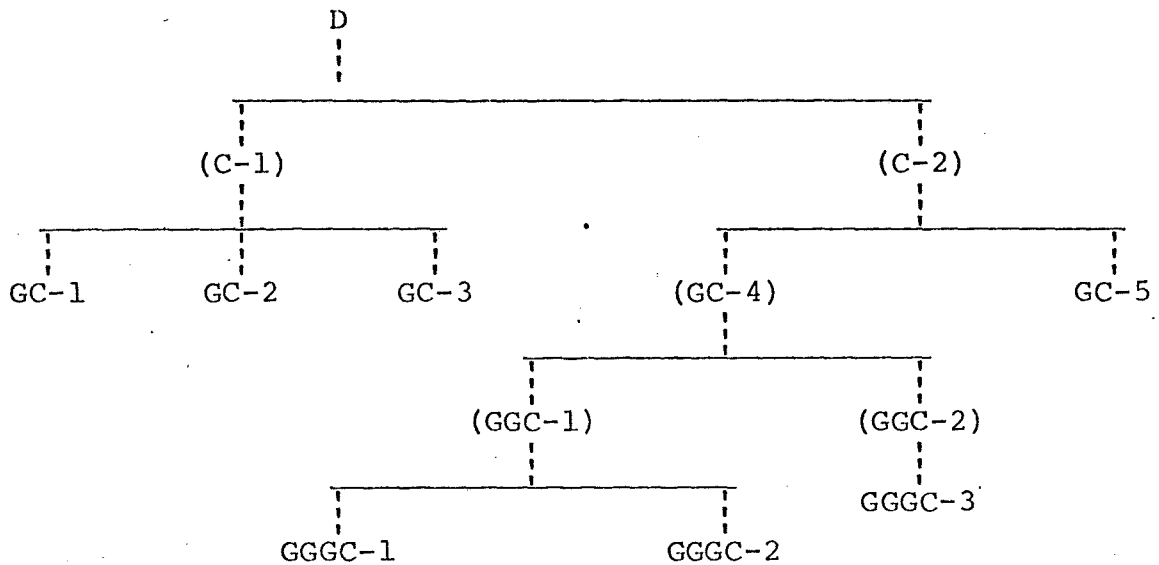 D
(C-1) (C-2)
GC-1 GC-2 GC-3 (GC-4) GC-5
(GGC-1) (GGC-2)
GGGC-3
GGGC-1 GGGC-2